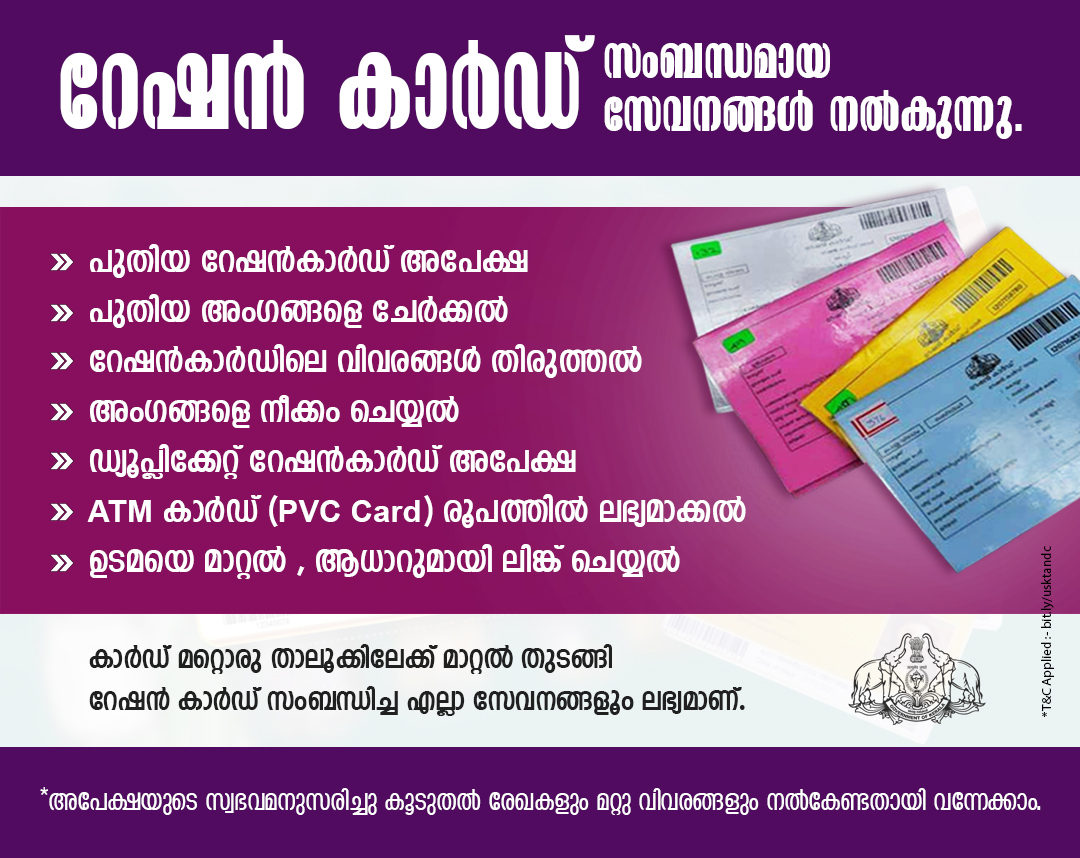 റേഷൻ കാർഡ് സംബന്ധമായ
സേവനങ്ങൾ നൽകുന്നു.
» പുതിയ റേഷൻകാർഡ് അപേക്ഷ
» പുതിയ അംഗങ്ങളെ ചേർക്കൽ
» റേഷൻകാർഡിലെ വിവരങ്ങൾ തിരുത്തൽ
» അംഗങ്ങളെ നീക്കം ചെയ്യൽ
» ഡ്യൂപ്ലിക്കേറ്റ് റേഷൻകാർഡ് അപേക്ഷ
» ATM കാർഡ് (PVC Card) രൂപത്തിൽ ലഭ്യമാക്കൽ
» ഉടമയെ മാറ്റൽ , ആധാറുമായി ലിങ്ക് ചെയ്യൽ
കാർഡ് മറ്റൊരു താലൂക്കിലേക്ക് മാറ്റൽ തുടങ്ങി
റേഷൻ കാർഡ് സംബന്ധിച്ച എല്ലാ സേവനങ്ങളും ലഭ്യമാണ്.
*T&C Applied :- bit.ly/usktandc
*അപേക്ഷയുടെ സ്വഭവമനുസരിച്ചു കൂടുതൽ രേഖകളും മറ്റു വിവരങ്ങളും നൽകേണ്ടതായി വന്നേക്കാം.